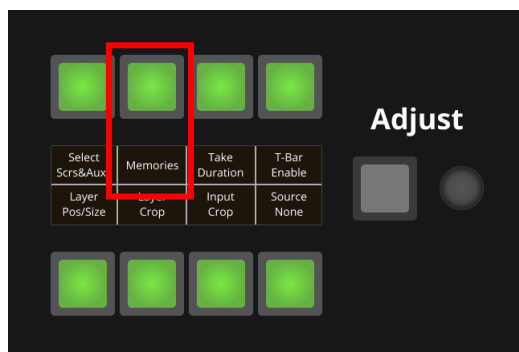 Adjust
Select
Scrs&Aux
Memories
Take
Duration
T-Bar
Enable
Layer
Pos/Size
Layer
Crop
Input
Crop
Source
None